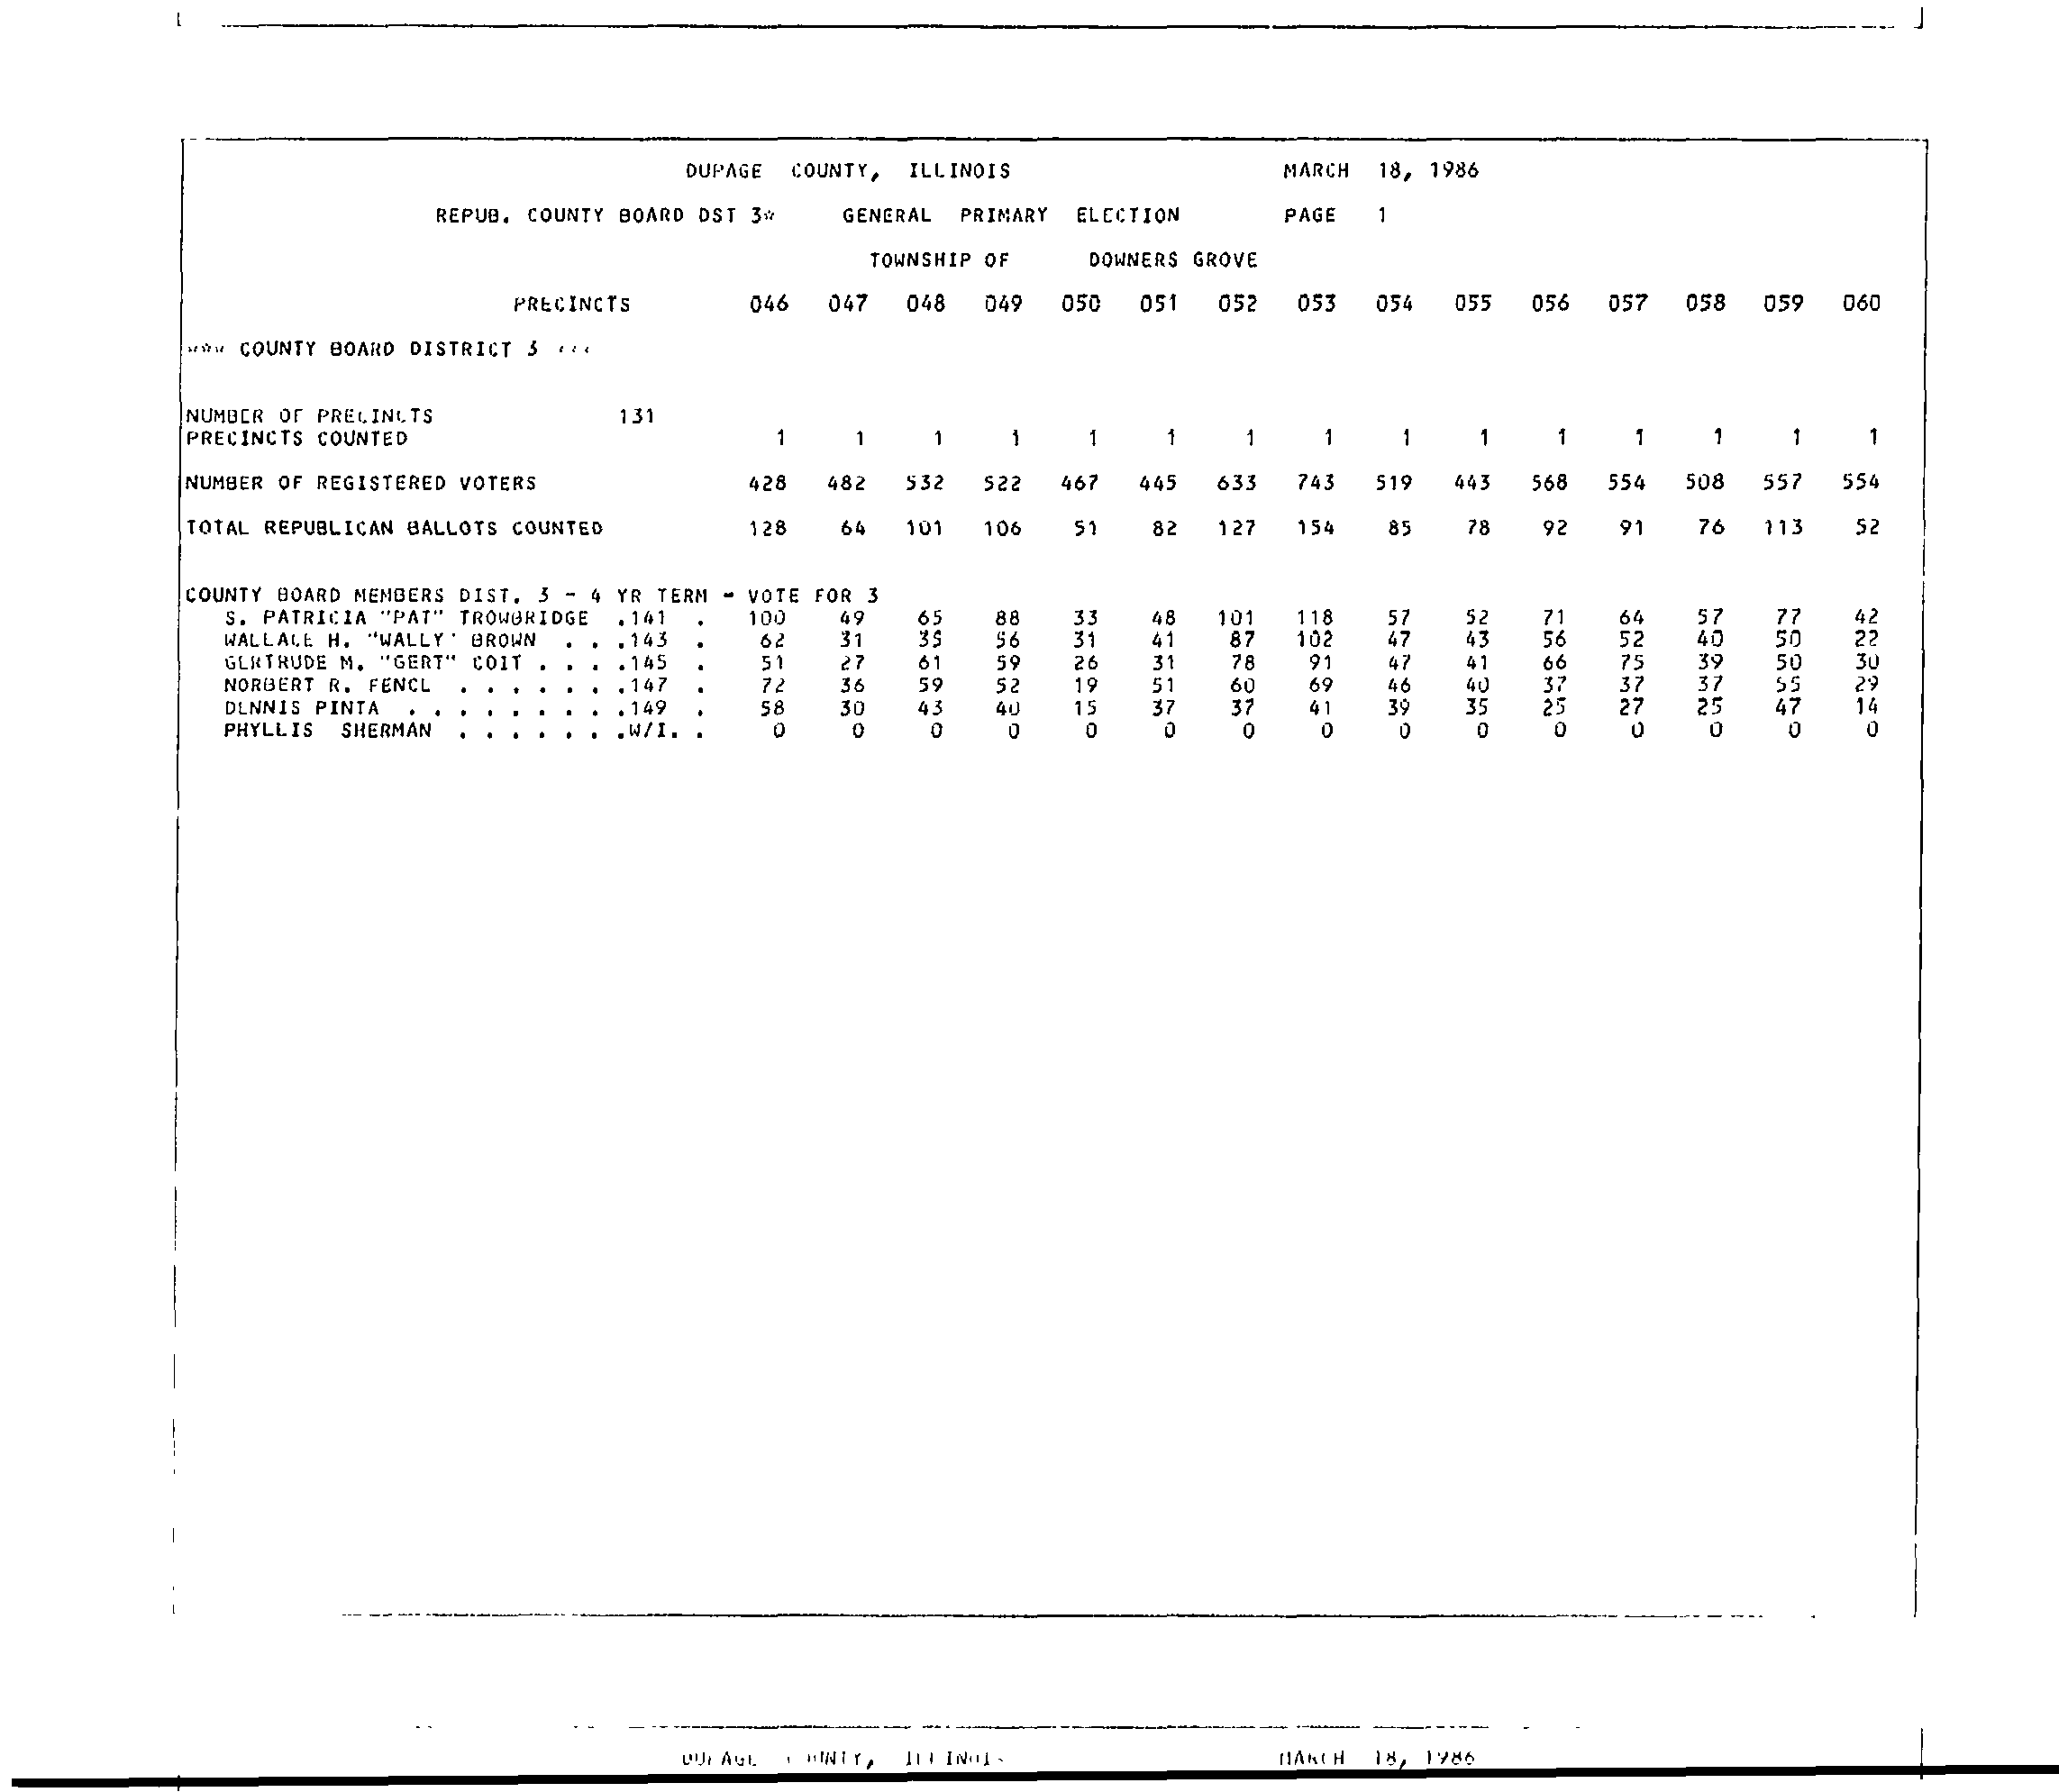 DUPAGE COUNTY, ILLINOIS MARCH 18, 1986
REPUB. COUNTY BOARD DST 3* GENERAL PRIMARY ELECTION PAGE 1
TOWNSHIP OF DOWNERS GROVE
PRECINCTS 046 047 048 049 050 051 052 053 054 055 056 057 058 059 060
*** COUNTY BOARD DISTRICT 3 ***
NUMBER OF PRECINCTS 131
PRECINCTS COUNTED 1 1 1 1 1 1 1 1 1 1 1 1 1 1 1
NUMBER OF REGISTERED VOTERS 428 482 532 522 467 445 633 743 519 443 568 554 508 557 554
TOTAL REPUBLICAN BALLOTS COUNTED 128 64 101 106 51 82 127 154 85 78 92 91 76 113 52
COUNTY BOARD MEMBERS DIST. 3 - 4 YR TERM - VOTE FOR 3
S. PATRICIA "PAT" TROWBRIDGE .141 . 100 49 65 88 33 48 101 118 57 52 71 64 57 77 42
WALLACE H. "WALLY" BROWN . . .143 . 62 31 35 56 31 41 87 102 47 43 56 52 40 50 22
GERTRUDE M. "GERT" COIT . . . .145 . 51 27 61 59 26 31 78 91 47 41 66 75 39 50 30
NORBERT R. FENCL . . . . . . .147 . 72 36 59 52 19 51 60 69 46 40 37 37 37 55 29
DENNIS PINTA . . . . . . . . .149 . 58 30 43 40 15 37 37 41 39 35 25 27 25 47 14
PHYLLIS SHERMAN . . . . . . .W/I. . 0 0 0 0 0 0 0 0 0 0 0 0 0 0 0
DUPAGE COUNTY, ILLINOIS MARCH 18, 1986